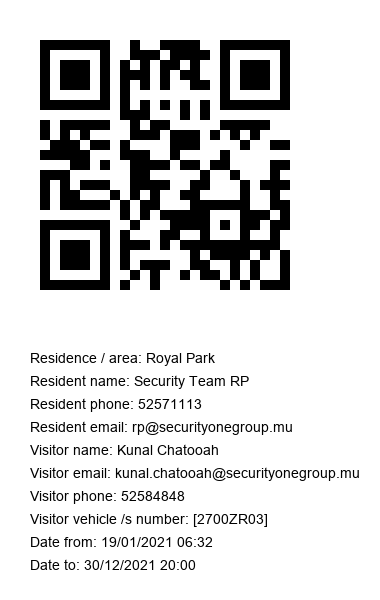 ????????
GvaWXl9zBxjlxab
Residence / area: Royal Park
Resident name: Security Team RP
Resident phone: 52571113
Resident email: rp@securityonegroup.mu
Visitor name: Kunal Chatooah
Visitor email: kunal.chatooah@securityonegroup.mu
Visitor phone: 52584848
Visitor vehicle /s number: [2700ZR03]
Date from: 19/01/2021 06:32
Date to: 30/12/2021 20:00